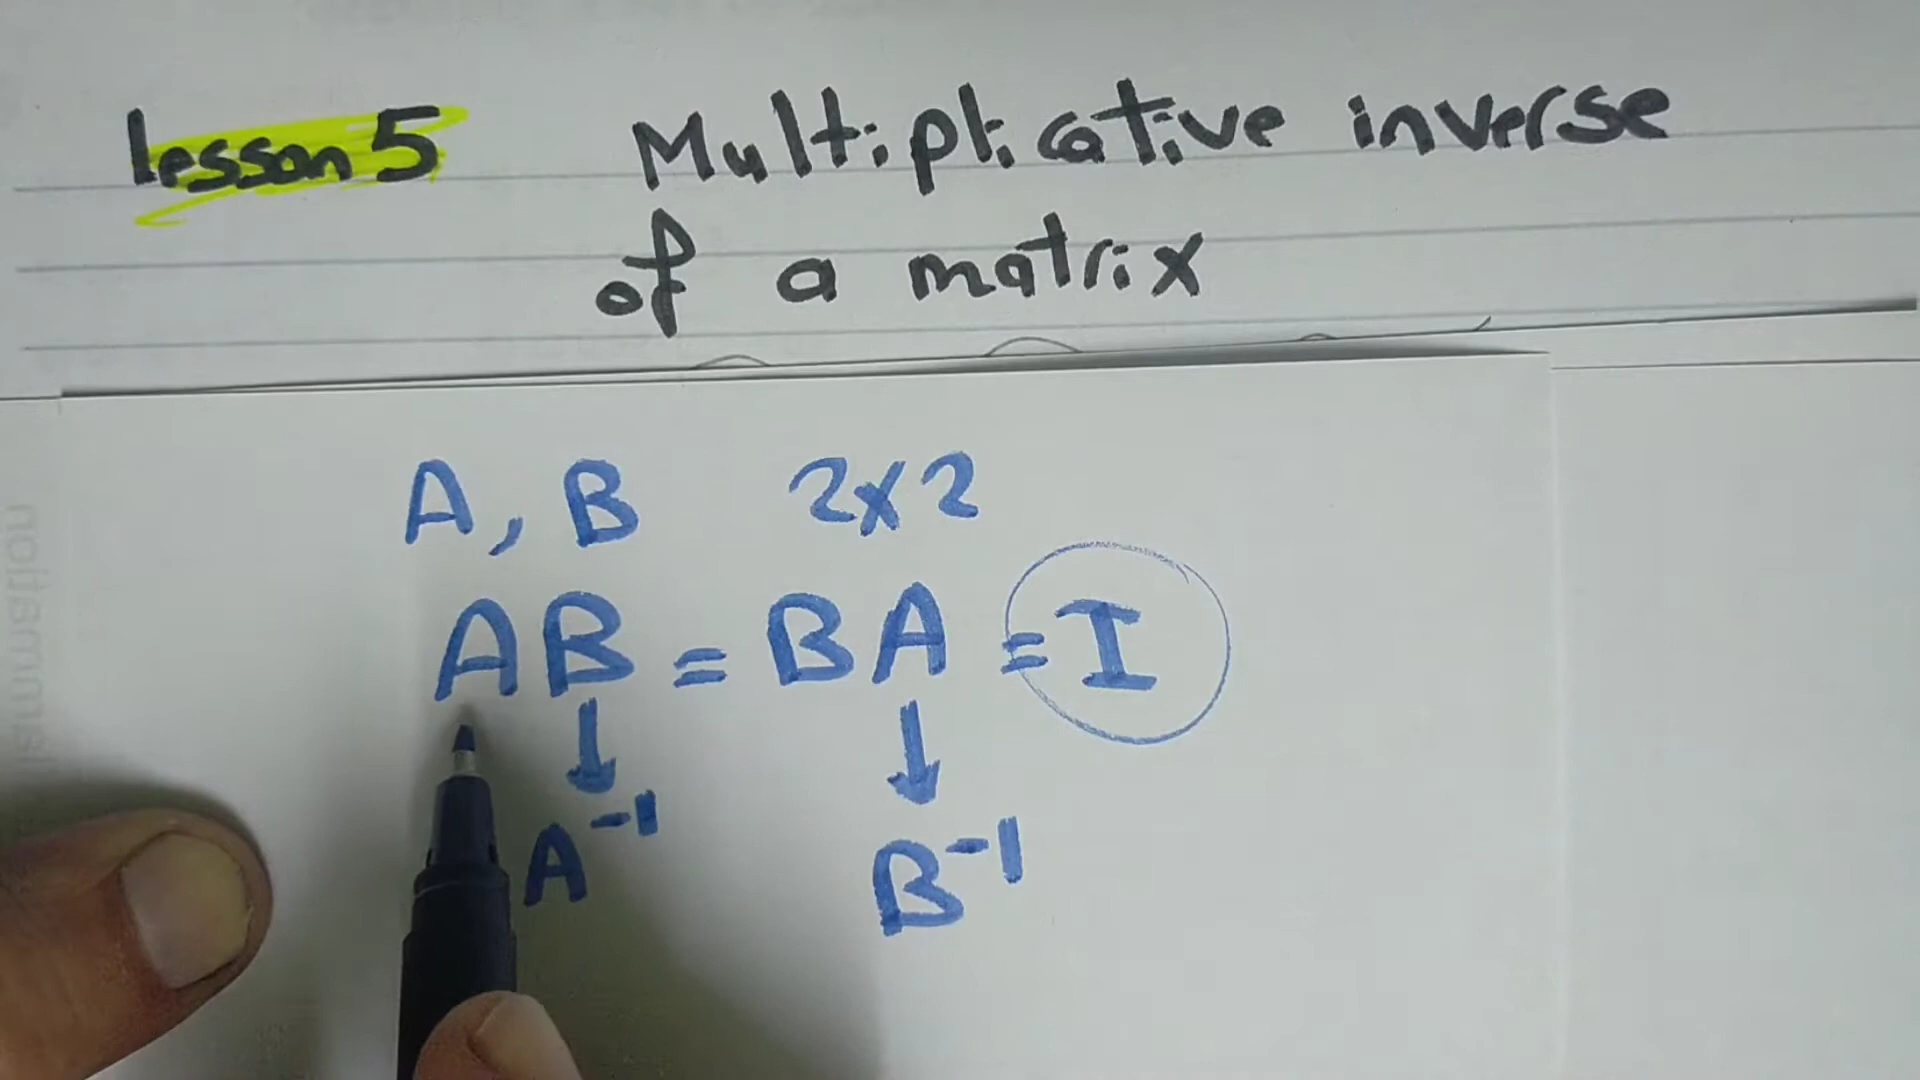 lesson 5 Multiplicative inverse
of a matrix
A, B 2x2
AB = BA = I
↓ ↓
A⁻¹ B⁻¹